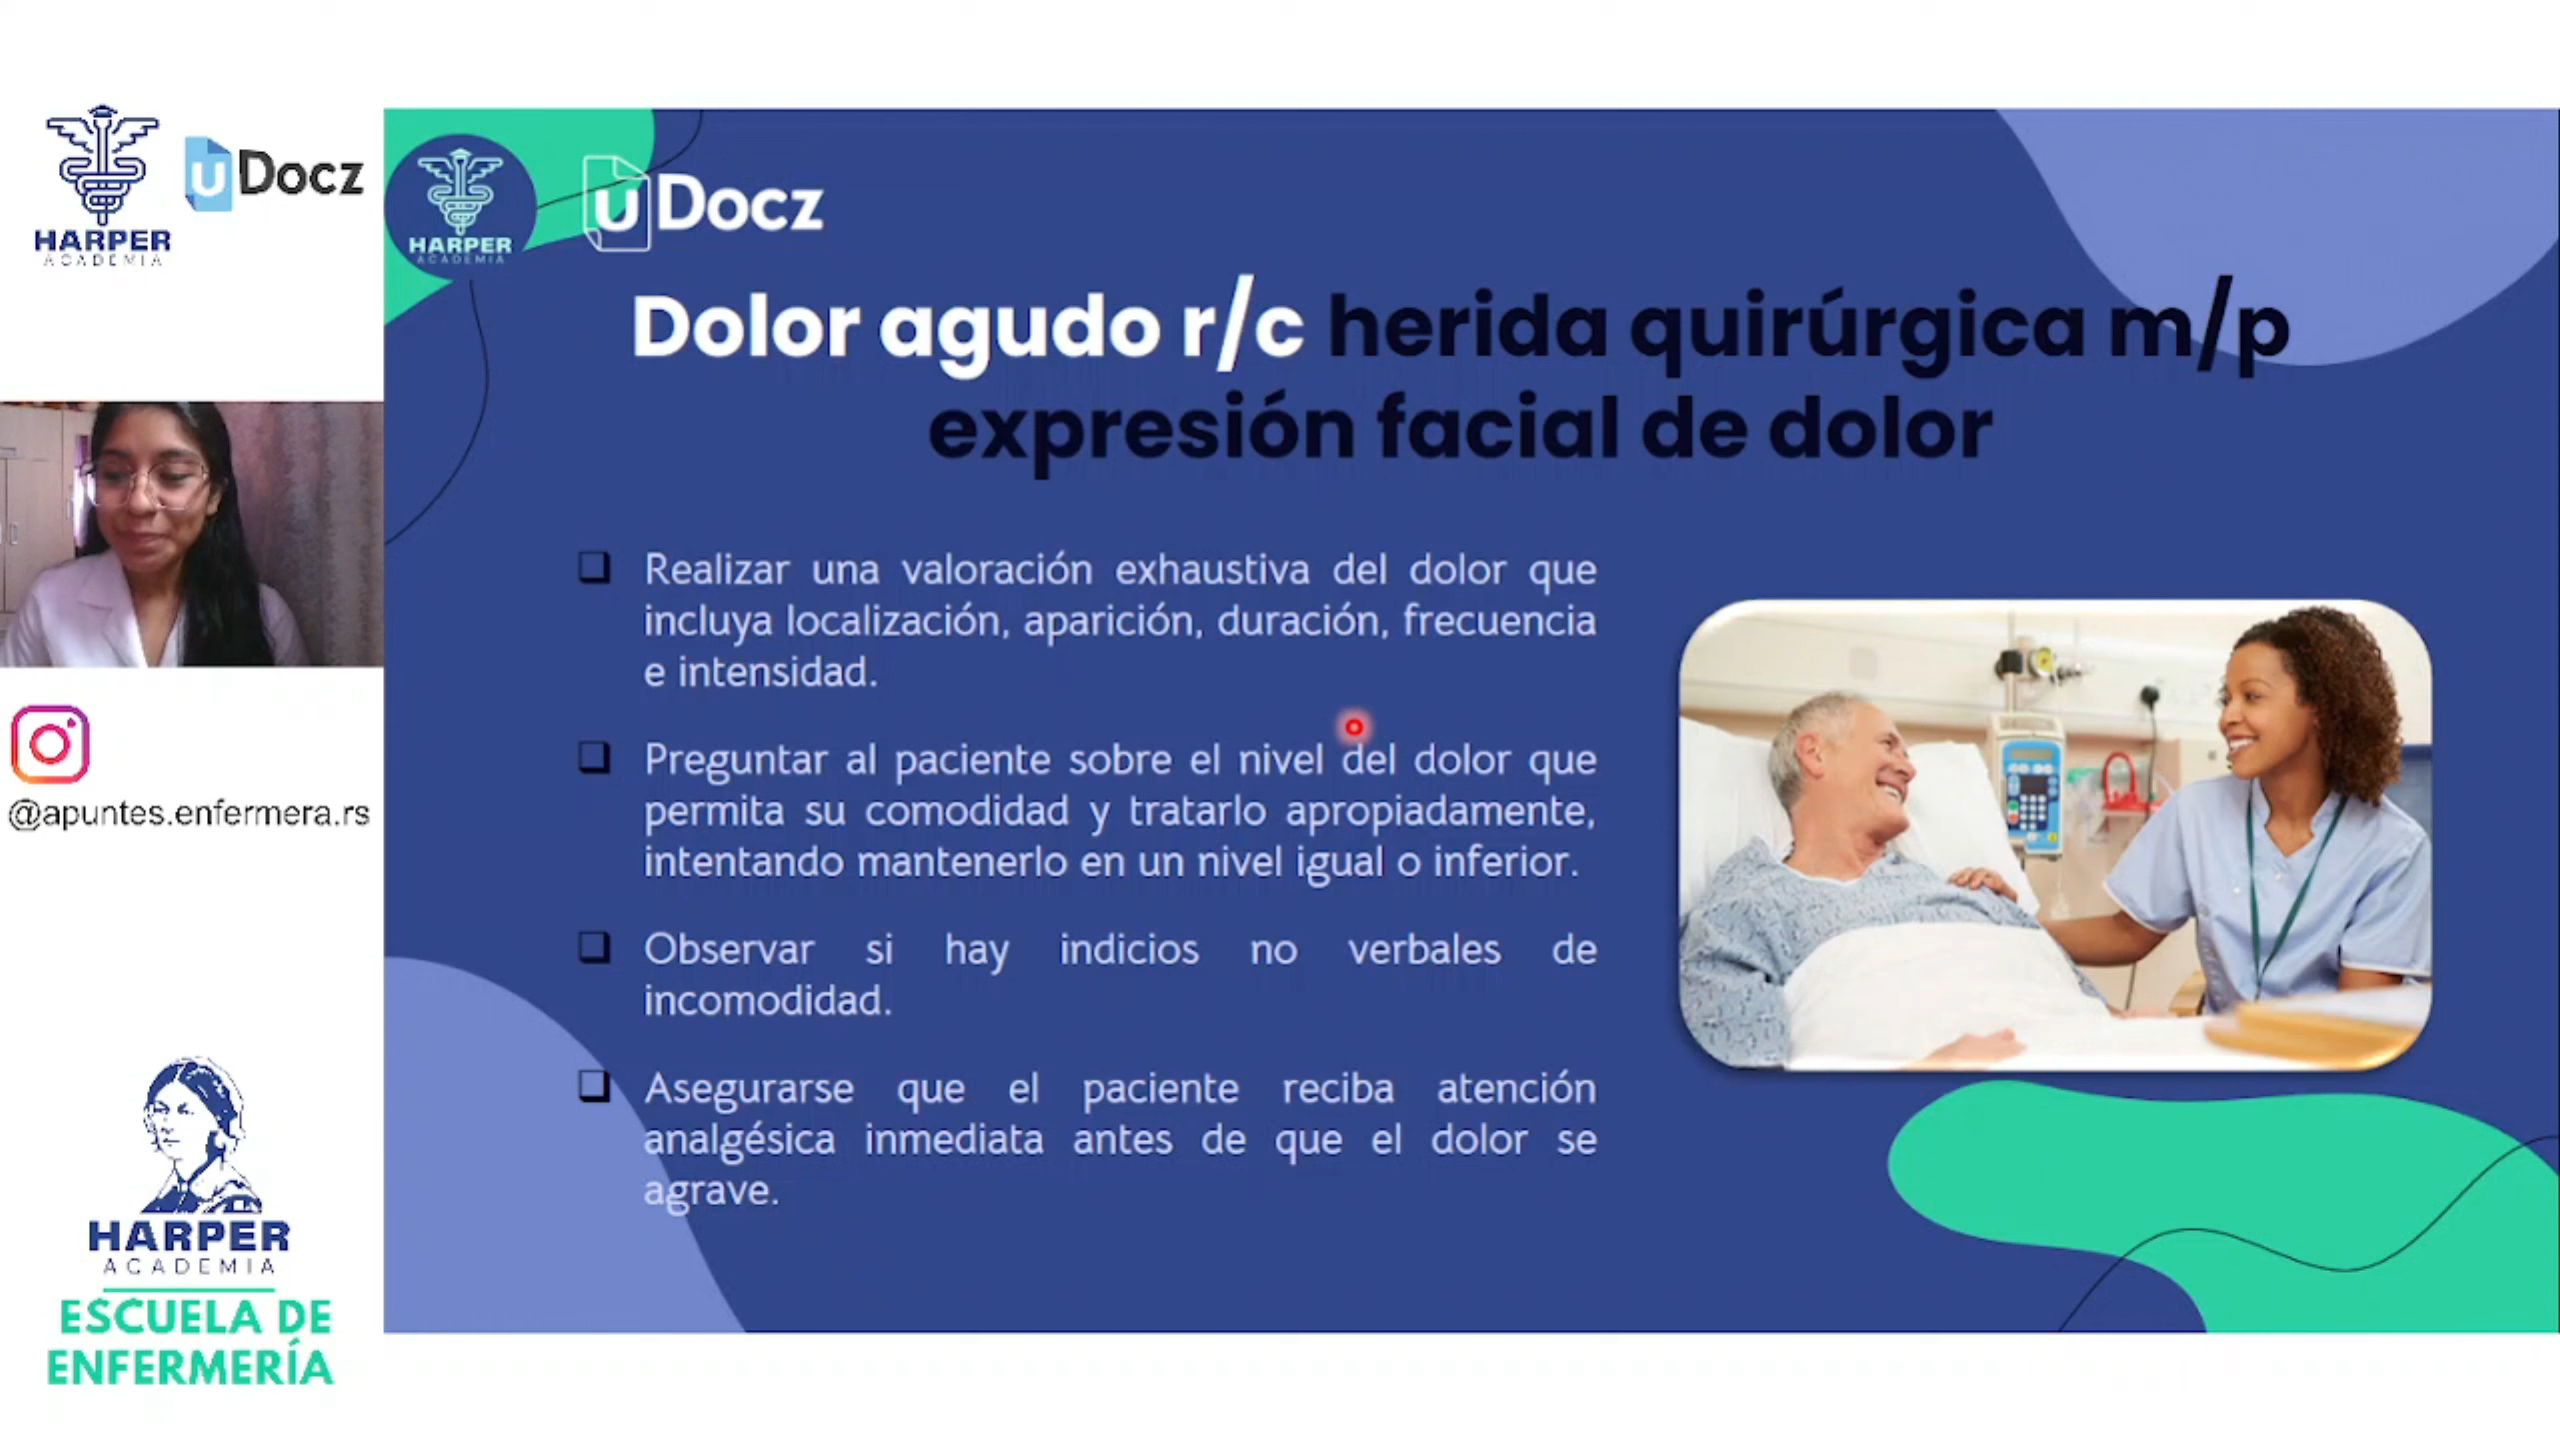 HARPER
ACADEMIA
uDocz
@apuntes.enfermera.rs
HARPER
ACADEMIA
ESCUELA DE
ENFERMERÍA
HARPER
ACADEMIA
uDocz
Dolor agudo r/c herida quirúrgica m/p
expresión facial de dolor
Realizar una valoración exhaustiva del dolor que
incluya localización, aparición, duración, frecuencia
e intensidad.
Preguntar al paciente sobre el nivel del dolor que
permita su comodidad y tratarlo apropiadamente,
intentando mantenerlo en un nivel igual o inferior.
Observar si hay indicios no verbales de
incomodidad.
Asegurarse que el paciente reciba atención
analgésica inmediata antes de que el dolor se
agrave.